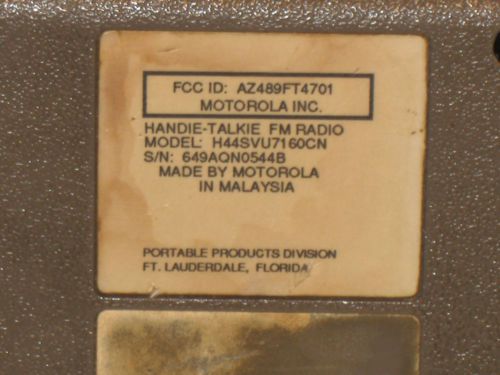 FCC ID: AZ489FT4701
MOTOROLA INC.
HANDIE-TALKIE FM RADIO
MODEL: H44SVU7160CN
S/N: 649AQN0544B
MADE BY MOTOROLA
IN MALAYSIA
PORTABLE PRODUCTS DIVISION
FT. LAUDERDALE, FLORIDA